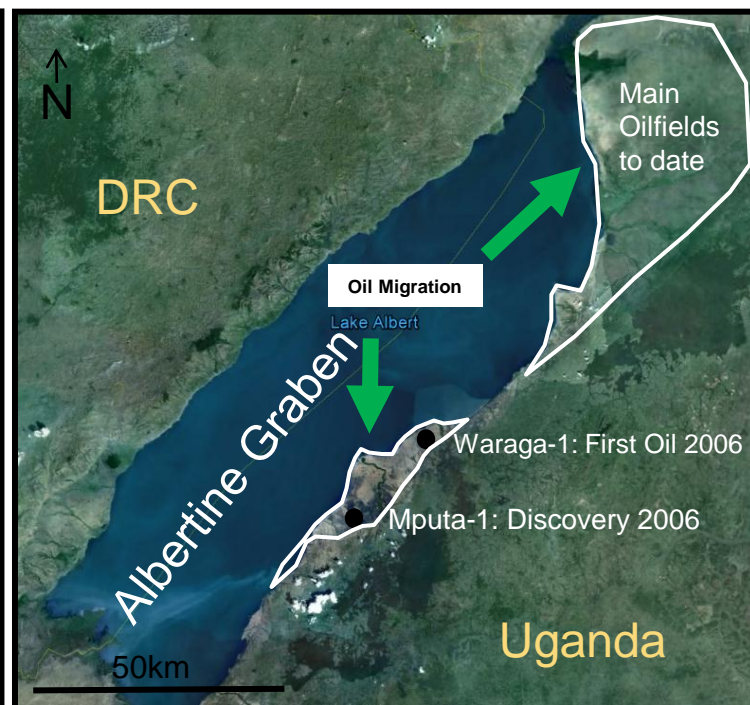 N
Main
Oilfields
to date
DRC
Oil Migration
Lake Albert
Albertine Graben
Waraga-1: First Oil 2006
Mputa-1: Discovery 2006
Uganda
50km